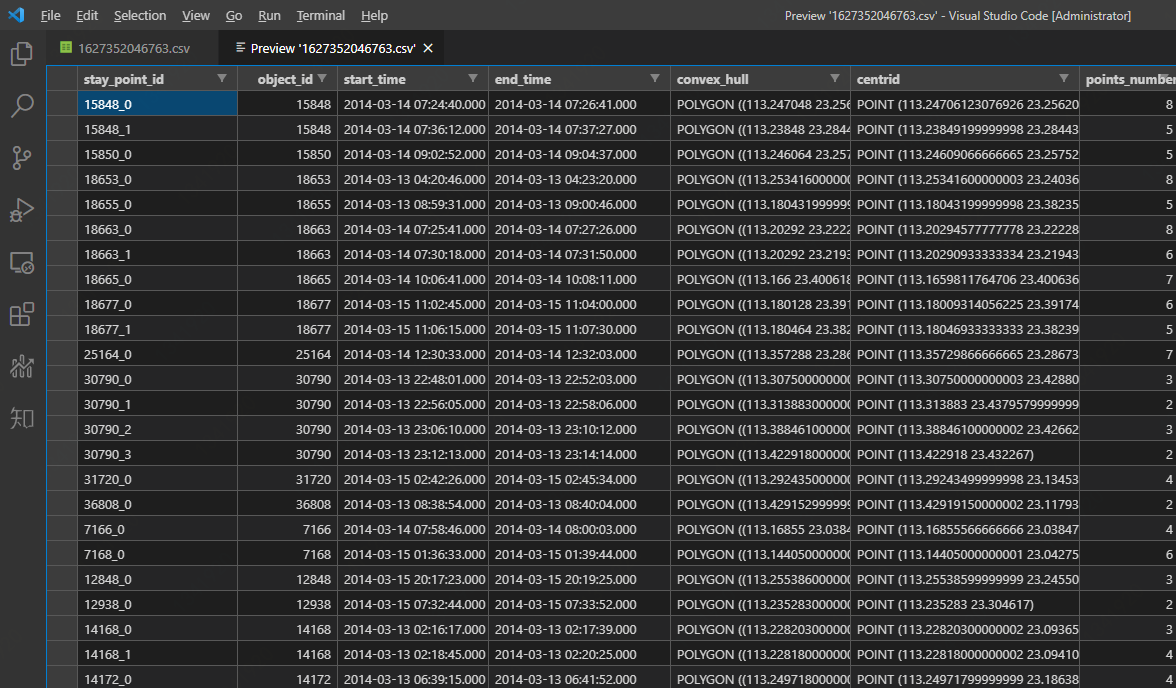 File Edit Selection View Go Run Terminal Help Preview '1627352046763.csv' - Visual Studio Code [Administrator]
1627352046763.csv Preview '1627352046763.csv'
stay_point_id object_id start_time end_time convex_hull centrid points_number
15848_0 15848 2014-03-14 07:24:40.000 2014-03-14 07:26:41.000 POLYGON ((113.247048 23.256 POINT (113.24706123076926 23.25620 8
15848_1 15848 2014-03-14 07:36:12.000 2014-03-14 07:37:27.000 POLYGON ((113.23848 23.2844 POINT (113.23849199999998 23.28443 5
15850_0 15850 2014-03-14 09:02:52.000 2014-03-14 09:04:37.000 POLYGON ((113.246064 23.257 POINT (113.24609066666665 23.25752 5
18653_0 18653 2014-03-13 04:20:46.000 2014-03-13 04:23:20.000 POLYGON ((113.253416000000 POINT (113.25341600000003 23.24036 8
18655_0 18655 2014-03-13 08:59:31.000 2014-03-13 09:00:46.000 POLYGON ((113.180431999999 POINT (113.18043199999998 23.38235 5
18663_0 18663 2014-03-13 07:25:41.000 2014-03-13 07:27:26.000 POLYGON ((113.20292 23.2222 POINT (113.20294577777778 23.22228 8
18663_1 18663 2014-03-13 07:30:18.000 2014-03-13 07:31:50.000 POLYGON ((113.20292 23.2193 POINT (113.20290933333334 23.21943 6
18665_0 18665 2014-03-14 10:06:41.000 2014-03-14 10:08:11.000 POLYGON ((113.166 23.400618 POINT (113.1659811764706 23.400636 7
18677_0 18677 2014-03-15 11:02:45.000 2014-03-15 11:04:00.000 POLYGON ((113.180128 23.391 POINT (113.18009314056225 23.39174 6
18677_1 18677 2014-03-15 11:06:15.000 2014-03-15 11:07:30.000 POLYGON ((113.180464 23.382 POINT (113.18046933333333 23.38239 5
25164_0 25164 2014-03-14 12:30:33.000 2014-03-14 12:32:03.000 POLYGON ((113.357288 23.286 POINT (113.35729866666665 23.28673 7
30790_0 30790 2014-03-13 22:48:01.000 2014-03-13 22:52:03.000 POLYGON ((113.307500000000 POINT (113.30750000000003 23.42880 3
30790_1 30790 2014-03-13 22:56:05.000 2014-03-13 22:58:06.000 POLYGON ((113.313883000000 POINT (113.313883 23.4379579999999 2
30790_2 30790 2014-03-13 23:06:10.000 2014-03-13 23:10:12.000 POLYGON ((113.388461000000 POINT (113.38846100000002 23.42662 3
30790_3 30790 2014-03-13 23:12:13.000 2014-03-13 23:14:14.000 POLYGON ((113.422918000000 POINT (113.422918 23.432267) 2
31720_0 31720 2014-03-15 02:42:26.000 2014-03-15 02:45:34.000 POLYGON ((113.292435000000 POINT (113.29243499999998 23.13453 4
36808_0 36808 2014-03-13 08:38:54.000 2014-03-13 08:40:04.000 POLYGON ((113.429152999999 POINT (113.42919150000002 23.11793 2
7166_0 7166 2014-03-14 07:58:46.000 2014-03-14 08:00:03.000 POLYGON ((113.16855 23.0384 POINT (113.16855566666666 23.03847 4
7168_0 7168 2014-03-15 01:36:33.000 2014-03-15 01:39:44.000 POLYGON ((113.144050000000 POINT (113.14405000000001 23.04275 6
12848_0 12848 2014-03-15 20:17:23.000 2014-03-15 20:19:25.000 POLYGON ((113.255386000000 POINT (113.25538599999999 23.24550 3
12938_0 12938 2014-03-15 07:32:44.000 2014-03-15 07:33:52.000 POLYGON ((113.235283000000 POINT (113.235283 23.304617) 2
14168_0 14168 2014-03-13 02:16:17.000 2014-03-13 02:17:39.000 POLYGON ((113.228203000000 POINT (113.22820300000002 23.09365 3
14168_1 14168 2014-03-13 02:18:45.000 2014-03-13 02:20:25.000 POLYGON ((113.228180000000 POINT (113.22818000000002 23.09410 4
14172_0 14172 2014-03-13 06:39:15.000 2014-03-13 06:41:52.000 POLYGON ((113.249718000000 POINT (113.24971799999999 23.18638 4
知